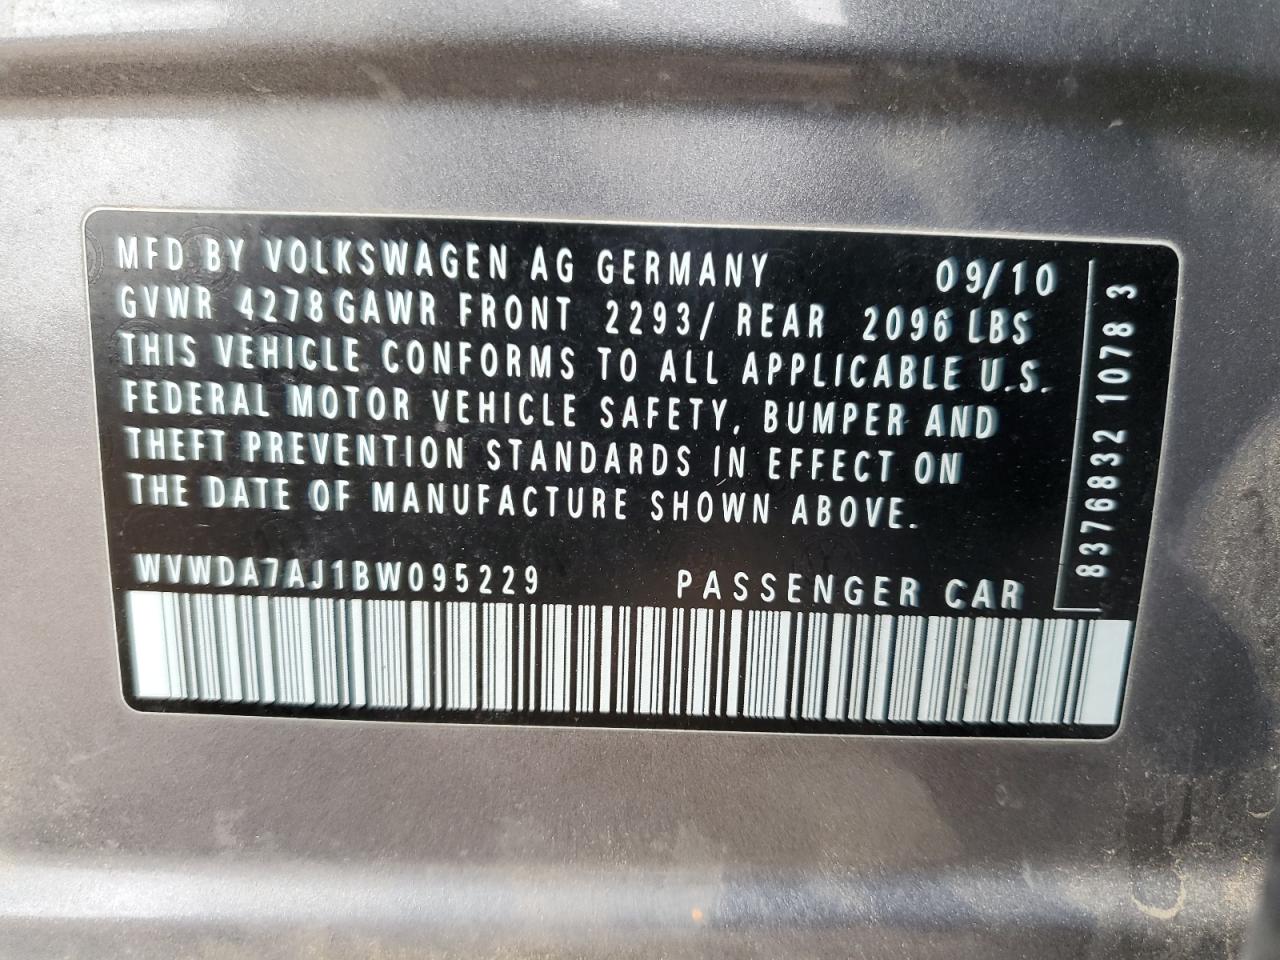 MFD BY VOLKSWAGEN AG GERMANY 09/10
GVWR 4278 GAWR FRONT 2293/ REAR 2096 LBS
THIS VEHICLE CONFORMS TO ALL APPLICABLE U.S.
FEDERAL MOTOR VEHICLE SAFETY, BUMPER AND
THEFT PREVENTION STANDARDS IN EFFECT ON
THE DATE OF MANUFACTURE SHOWN ABOVE.
WVWDA7AJ1BW095229 PASSENGER CAR
8376832 1078 3